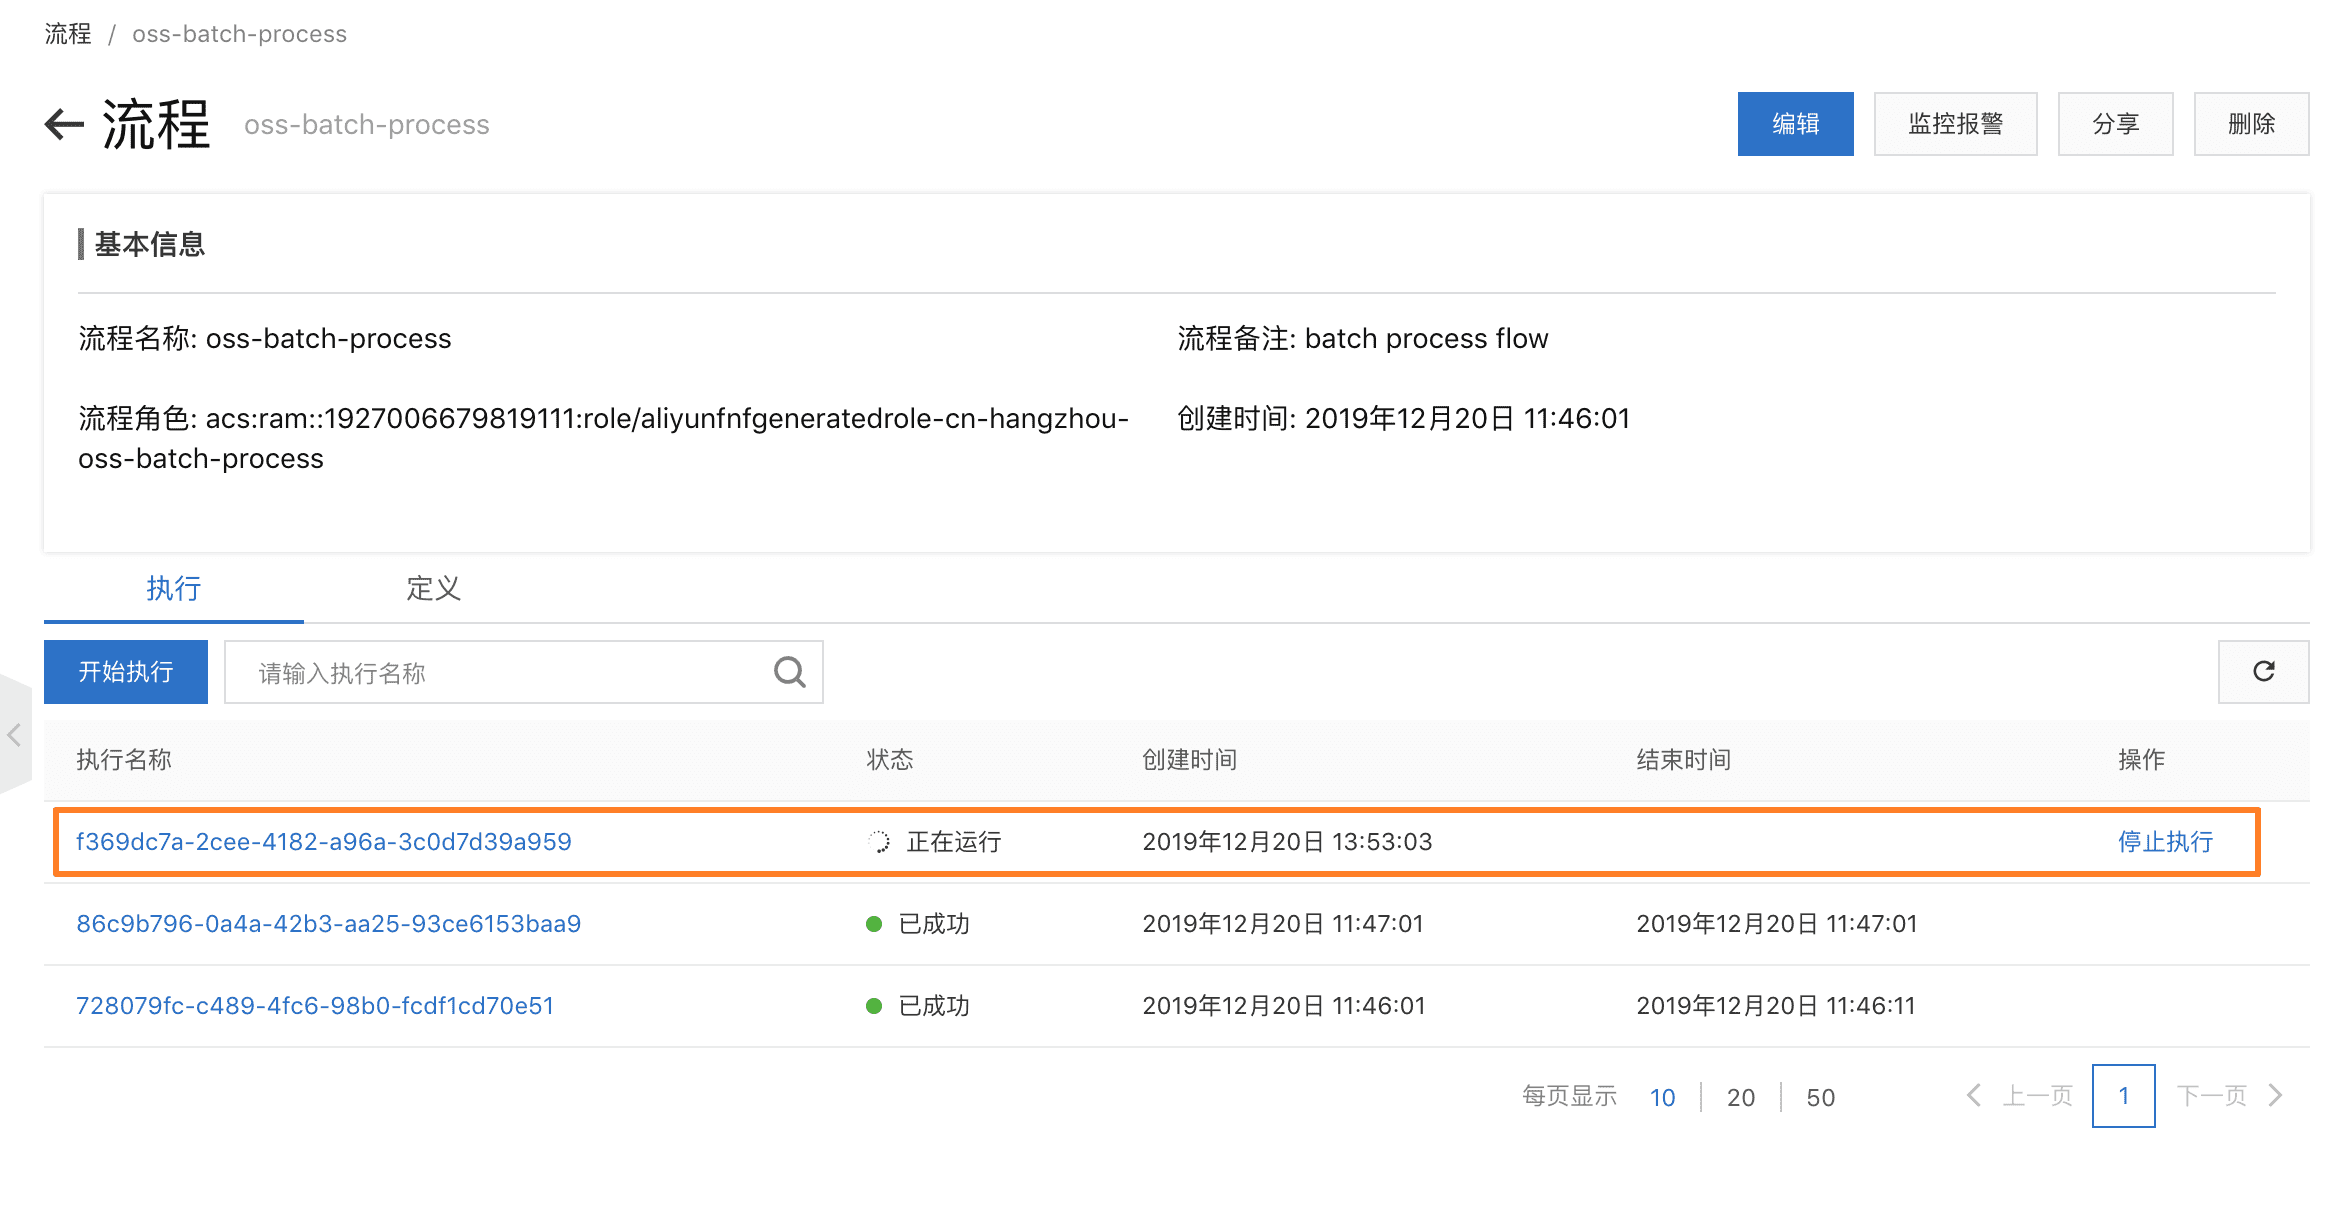 流程 / oss-batch-process
流程 oss-batch-process
编辑 监控报警 分享 删除
基本信息
流程名称: oss-batch-process 流程备注: batch process flow
流程角色: acs:ram::1927006679819111:role/aliyunfnfgeneratedrole-cn-hangzhou- 创建时间: 2019年12月20日 11:46:01
oss-batch-process
执行 定义
开始执行 请输入执行名称
执行名称 状态 创建时间 结束时间 操作
f369dc7a-2cee-4182-a96a-3c0d7d39a959 正在运行 2019年12月20日 13:53:03 停止执行
86c9b796-0a4a-42b3-aa25-93ce6153baa9 已成功 2019年12月20日 11:47:01 2019年12月20日 11:47:01
728079fc-c489-4fc6-98b0-fcdf1cd70e51 已成功 2019年12月20日 11:46:01 2019年12月20日 11:46:11
每页显示 10 20 50 上一页 1 下一页